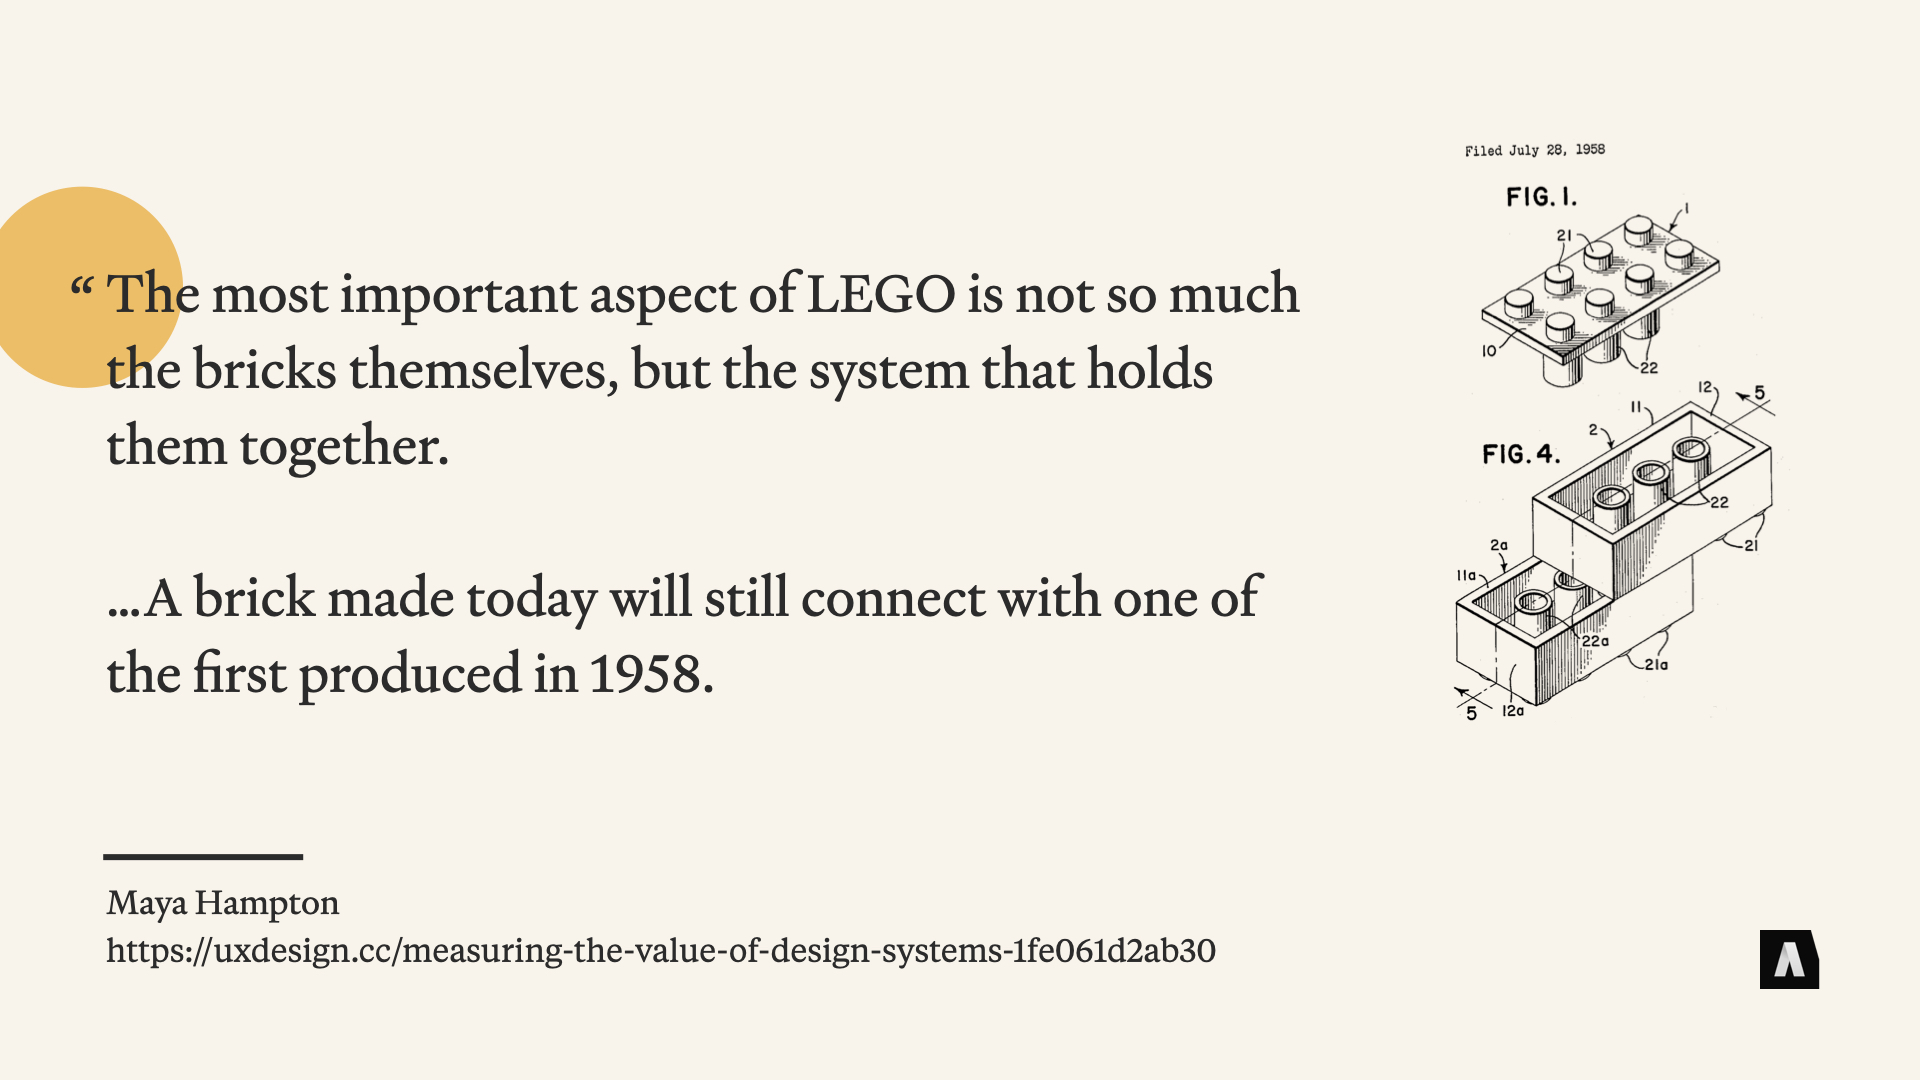 “ The most important aspect of LEGO is not so much
the bricks themselves, but the system that holds
them together.
...A brick made today will still connect with one of
the first produced in 1958.
Maya Hampton
https://uxdesign.cc/measuring-the-value-of-design-systems-1fe061d2ab30
Filed July 28, 1958
FIG. 1.
1
21
10
22
12
5
11
2
FIG. 4.
22
21
2a
11a
22a
21a
5
12a